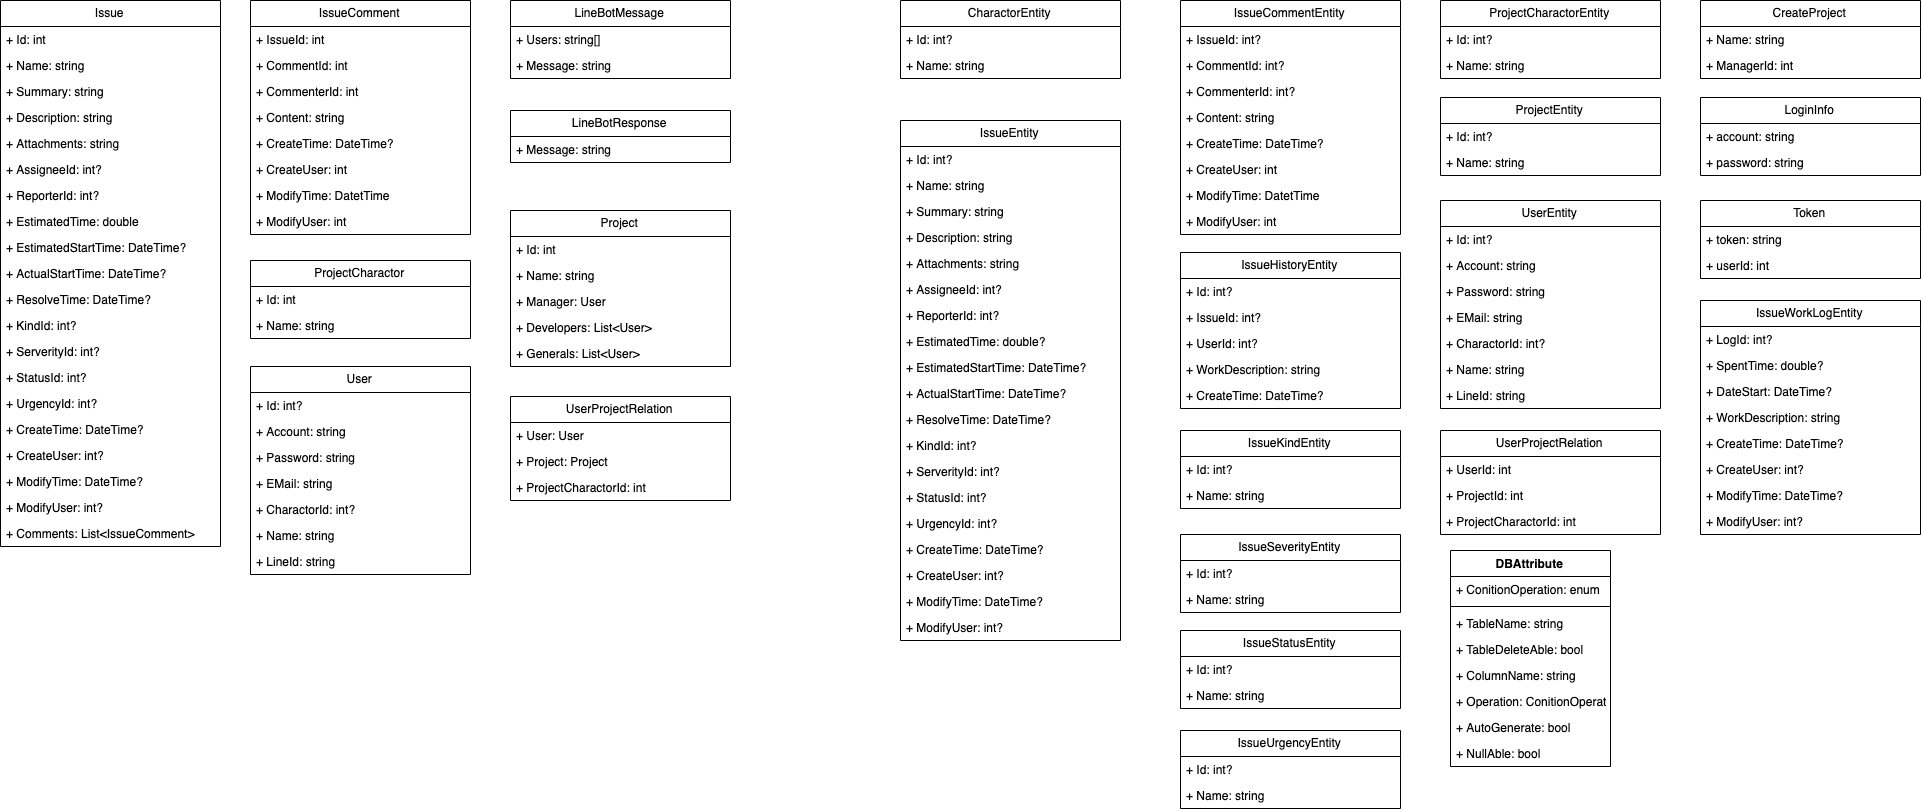 Issue
+ Id: int
+ Name: string
+ Summary: string
+ Description: string
+ Attachments: string
+ AssigneeId: int?
+ ReporterId: int?
+ EstimatedTime: double
+ EstimatedStartTime: DateTime?
+ ActualStartTime: DateTime?
+ ResolveTime: DateTime?
+ KindId: int?
+ ServerityId: int?
+ StatusId: int?
+ UrgencyId: int?
+ CreateTime: DateTime?
+ CreateUser: int?
+ ModifyTime: DateTime?
+ ModifyUser: int?
+ Comments: List<IssueComment>
IssueComment
+ IssueId: int
+ CommentId: int
+ CommenterId: int
+ Content: string
+ CreateTime: DateTime?
+ CreateUser: int
+ ModifyTime: DatetTime
+ ModifyUser: int
ProjectCharactor
+ Id: int
+ Name: string
User
+ Id: int?
+ Account: string
+ Password: string
+ EMail: string
+ CharactorId: int?
+ Name: string
+ LineId: string
LineBotMessage
+ Users: string[]
+ Message: string
LineBotResponse
+ Message: string
Project
+ Id: int
+ Name: string
+ Manager: User
+ Developers: List<User>
+ Generals: List<User>
UserProjectRelation
+ User: User
+ Project: Project
+ ProjectCharactorId: int
CharactorEntity
+ Id: int?
+ Name: string
IssueEntity
+ Id: int?
+ Name: string
+ Summary: string
+ Description: string
+ Attachments: string
+ AssigneeId: int?
+ ReporterId: int?
+ EstimatedTime: double?
+ EstimatedStartTime: DateTime?
+ ActualStartTime: DateTime?
+ ResolveTime: DateTime?
+ KindId: int?
+ ServerityId: int?
+ StatusId: int?
+ UrgencyId: int?
+ CreateTime: DateTime?
+ CreateUser: int?
+ ModifyTime: DateTime?
+ ModifyUser: int?
IssueCommentEntity
+ IssueId: int?
+ CommentId: int?
+ CommenterId: int?
+ Content: string
+ CreateTime: DateTime?
+ CreateUser: int
+ ModifyTime: DatetTime
+ ModifyUser: int
IssueHistoryEntity
+ Id: int?
+ IssueId: int?
+ UserId: int?
+ WorkDescription: string
+ CreateTime: DateTime?
IssueKindEntity
+ Id: int?
+ Name: string
IssueSeverityEntity
+ Id: int?
+ Name: string
IssueStatusEntity
+ Id: int?
+ Name: string
IssueUrgencyEntity
+ Id: int?
+ Name: string
ProjectCharactorEntity
+ Id: int?
+ Name: string
ProjectEntity
+ Id: int?
+ Name: string
UserEntity
+ Id: int?
+ Account: string
+ Password: string
+ EMail: string
+ CharactorId: int?
+ Name: string
+ LineId: string
UserProjectRelation
+ UserId: int
+ ProjectId: int
+ ProjectCharactorId: int
DBAttribute
+ ConitionOperation: enum
+ TableName: string
+ TableDeleteAble: bool
+ ColumnName: string
+ Operation: ConitionOperat
+ AutoGenerate: bool
+ NullAble: bool
CreateProject
+ Name: string
+ ManagerId: int
LoginInfo
+ account: string
+ password: string
Token
+ token: string
+ userId: int
IssueWorkLogEntity
+ LogId: int?
+ SpentTime: double?
+ DateStart: DateTime?
+ WorkDescription: string
+ CreateTime: DateTime?
+ CreateUser: int?
+ ModifyTime: DateTime?
+ ModifyUser: int?